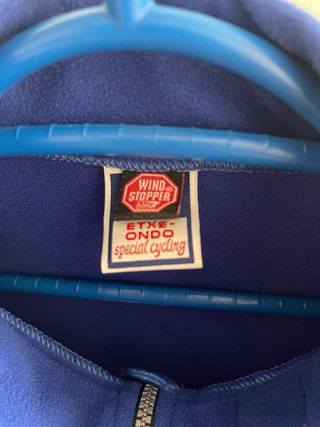 WIND
STOPPER
ETXE-
ONDO
special cycling